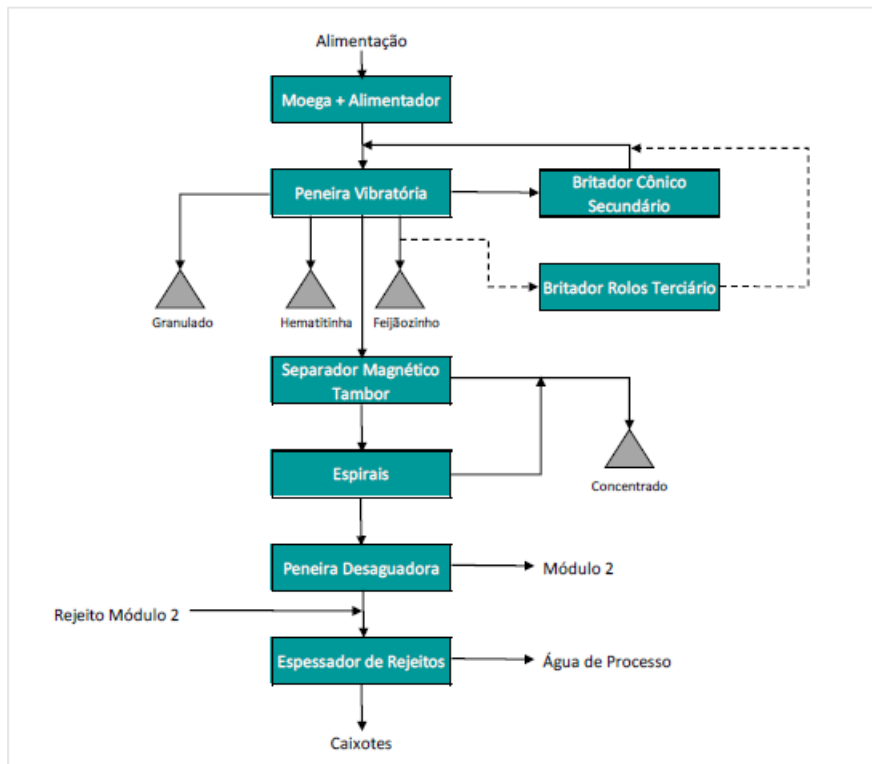 Alimentação
Moega + Alimentador
Peneira Vibratória
Britador Cônico
Secundário
Britador Rolos Terciário
Granulado
Hematitinha
Feijãozinho
Separador Magnético
Tambor
Espirais
Concentrado
Peneira Desaguadora
Módulo 2
Rejeito Módulo 2
Espessador de Rejeitos
Água de Processo
Caixotes